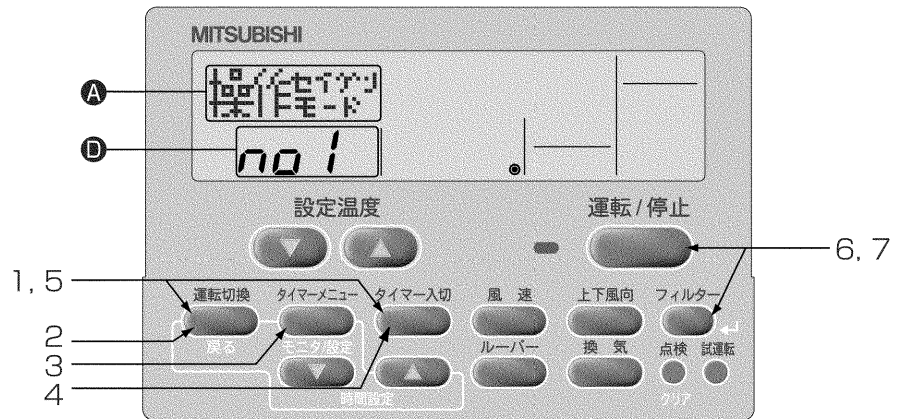 MITSUBISHI
A 操作セイゲン
モード
D no1
設定温度 運転/停止
6, 7
1, 5 運転切換 タイマーメニュー タイマー入切 風 速 上下風向 フィルター
2 戻る モニタ/設定 ルーバー 換 気 点検 試運転
3
4 時間設定 クリア